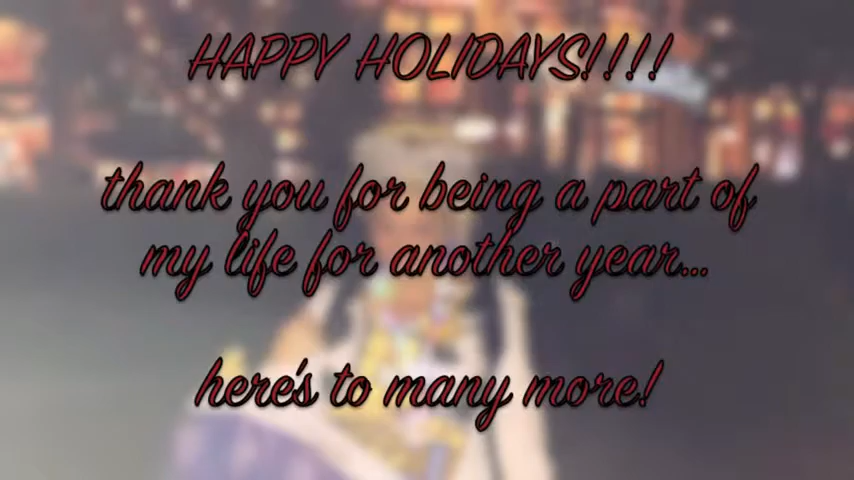 HAPPY HOLIDAYS!!!!
thank you for being a part of
my life for another year...
here's to many more!